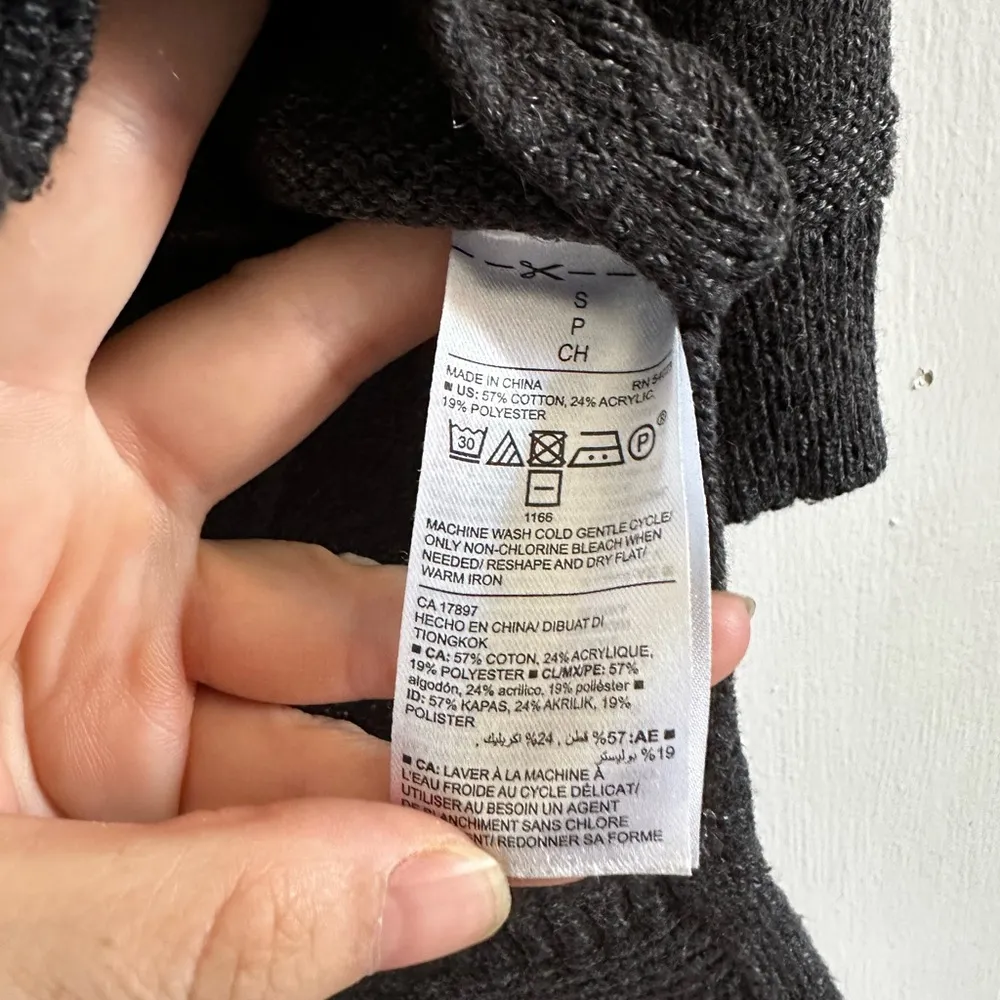 S
P
CH
MADE IN CHINA RN
■ US: 57% COTTON, 24% ACRYLIC,
19% POLYESTER
30 P ®
1166
MACHINE WASH COLD GENTLE CYCLE/
ONLY NON-CHLORINE BLEACH WHEN
NEEDED/ RESHAPE AND DRY FLAT/
WARM IRON
CA 17897
HECHO EN CHINA/ DIBUAT DI
TIONGKOK
■ CA: 57% COTON, 24% ACRYLIQUE,
19% POLYESTER ■ CL/MX/PE: 57%
algodón, 24% acrílico, 19% poliéster ■
ID: 57% KAPAS, 24% AKRILIK, 19%
POLISTER
■ AE: 57% قطن , 24% اكريليك ,
19% بوليستر
■ CA: LAVER À LA MACHINE À
L'EAU FROIDE AU CYCLE DÉLICAT/
UTILISER AU BESOIN UN AGENT
DE BLANCHIMENT SANS CHLORE
REDONNER SA FORME